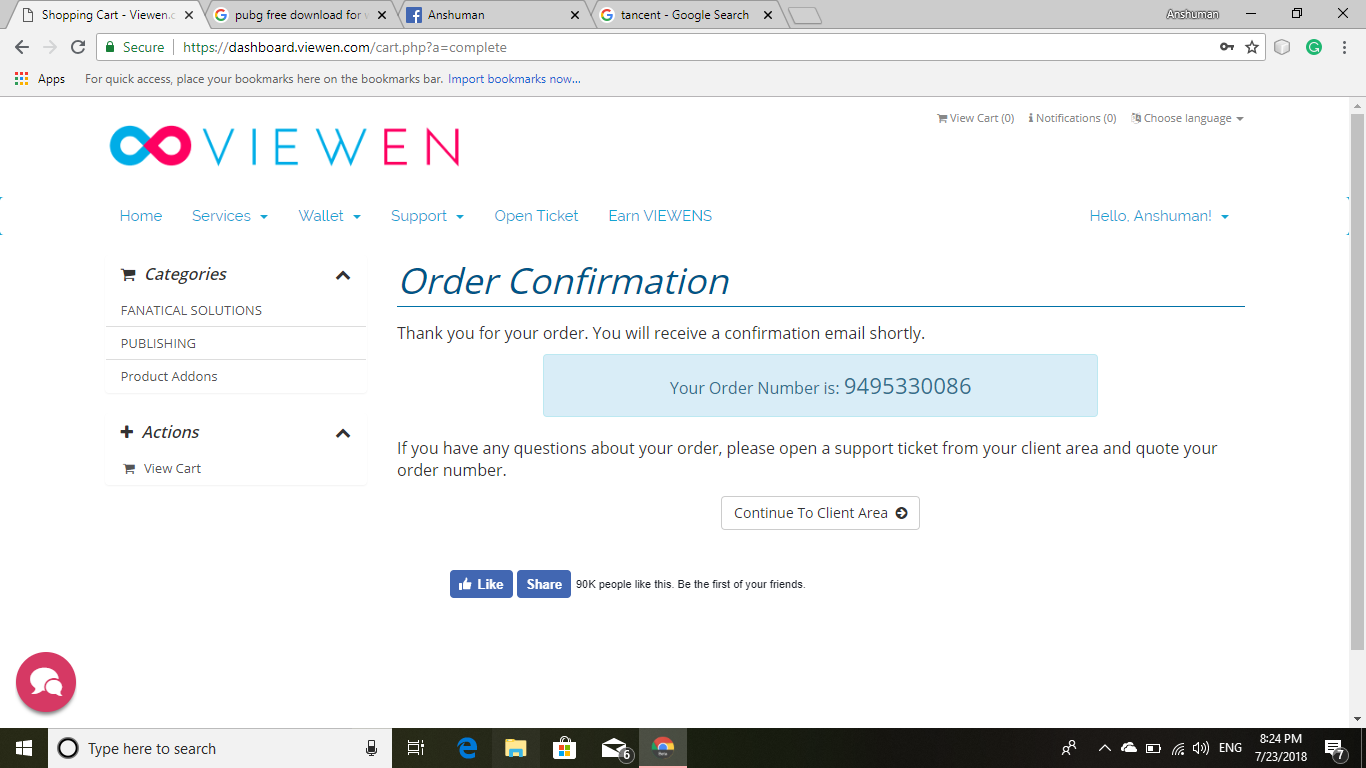 Shopping Cart - Viewen.c
pubg free download for w
Anshuman
tancent - Google Search
Anshuman
Secure
https://dashboard.viewen.com/cart.php?a=complete
Apps
For quick access, place your bookmarks here on the bookmarks bar. Import bookmarks now...
VIEWEN
View Cart (0)
Notifications (0)
Choose language
Home
Services
Wallet
Support
Open Ticket
Earn VIEWENS
Hello, Anshuman!
Categories
FANATICAL SOLUTIONS
PUBLISHING
Product Addons
Actions
View Cart
Order Confirmation
Thank you for your order. You will receive a confirmation email shortly.
Your Order Number is: 9495330086
If you have any questions about your order, please open a support ticket from your client area and quote your
order number.
Continue To Client Area
Like
Share
90K people like this. Be the first of your friends.
Type here to search
6
ENG
8:24 PM
7/23/2018
7